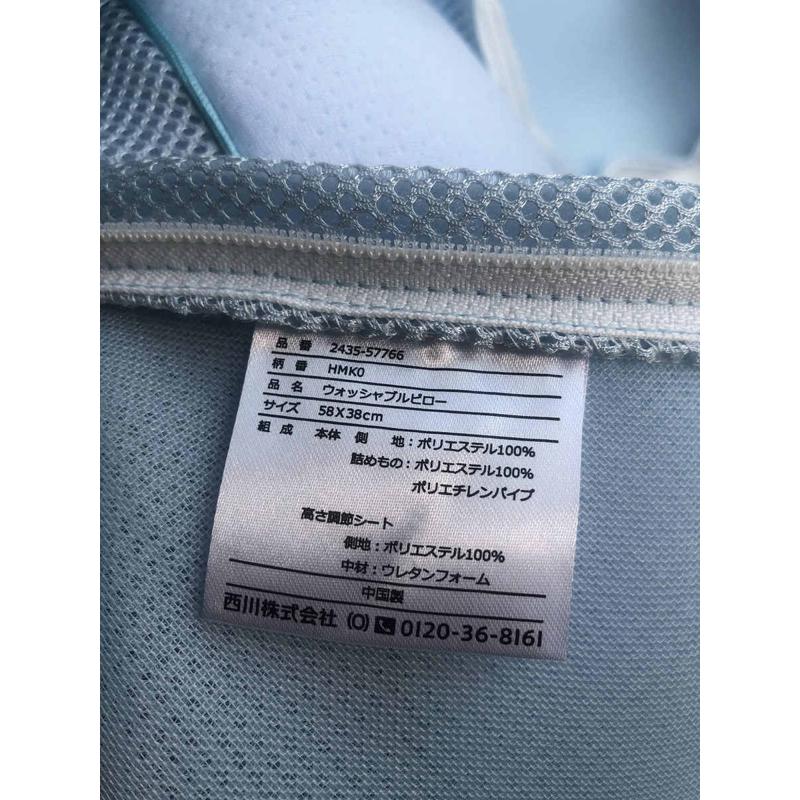 品番 2435-57766
柄番 HMK0
品名 ウォッシャブルピロー
サイズ 58X38cm
組成 本体 側 地:ポリエステル100%
詰めもの:ポリエステル100%
ポリエチレンパイプ
高さ調節シート
側地:ポリエステル100%
中材:ウレタンフォーム
中国製
西川株式会社 (O) 0120-36-8161